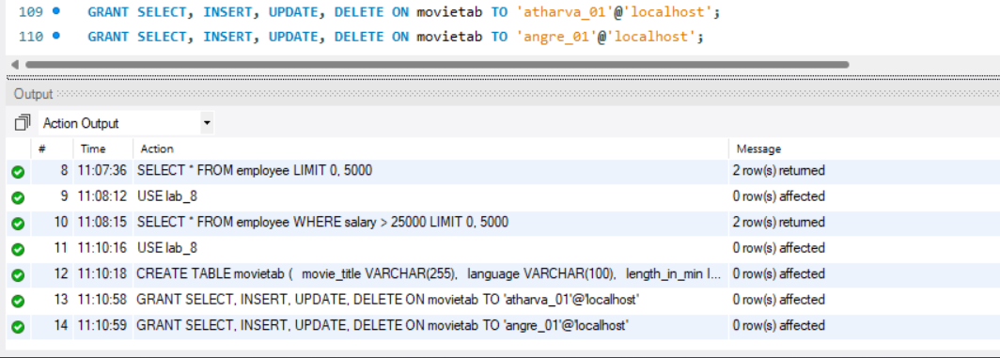 109 GRANT SELECT, INSERT, UPDATE, DELETE ON movietab TO 'atharva_01'@'localhost';
110 GRANT SELECT, INSERT, UPDATE, DELETE ON movietab TO 'angre_01'@'localhost';
Output
Action Output
# Time Action Message
8 11:07:36 SELECT * FROM employee LIMIT 0, 5000 2 row(s) returned
9 11:08:12 USE lab_8 0 row(s) affected
10 11:08:15 SELECT * FROM employee WHERE salary > 25000 LIMIT 0, 5000 2 row(s) returned
11 11:10:16 USE lab_8 0 row(s) affected
12 11:10:18 CREATE TABLE movietab ( movie_title VARCHAR(255), language VARCHAR(100), length_in_min I... 0 row(s) affected
13 11:10:58 GRANT SELECT, INSERT, UPDATE, DELETE ON movietab TO 'atharva_01'@'localhost' 0 row(s) affected
14 11:10:59 GRANT SELECT, INSERT, UPDATE, DELETE ON movietab TO 'angre_01'@'localhost' 0 row(s) affected